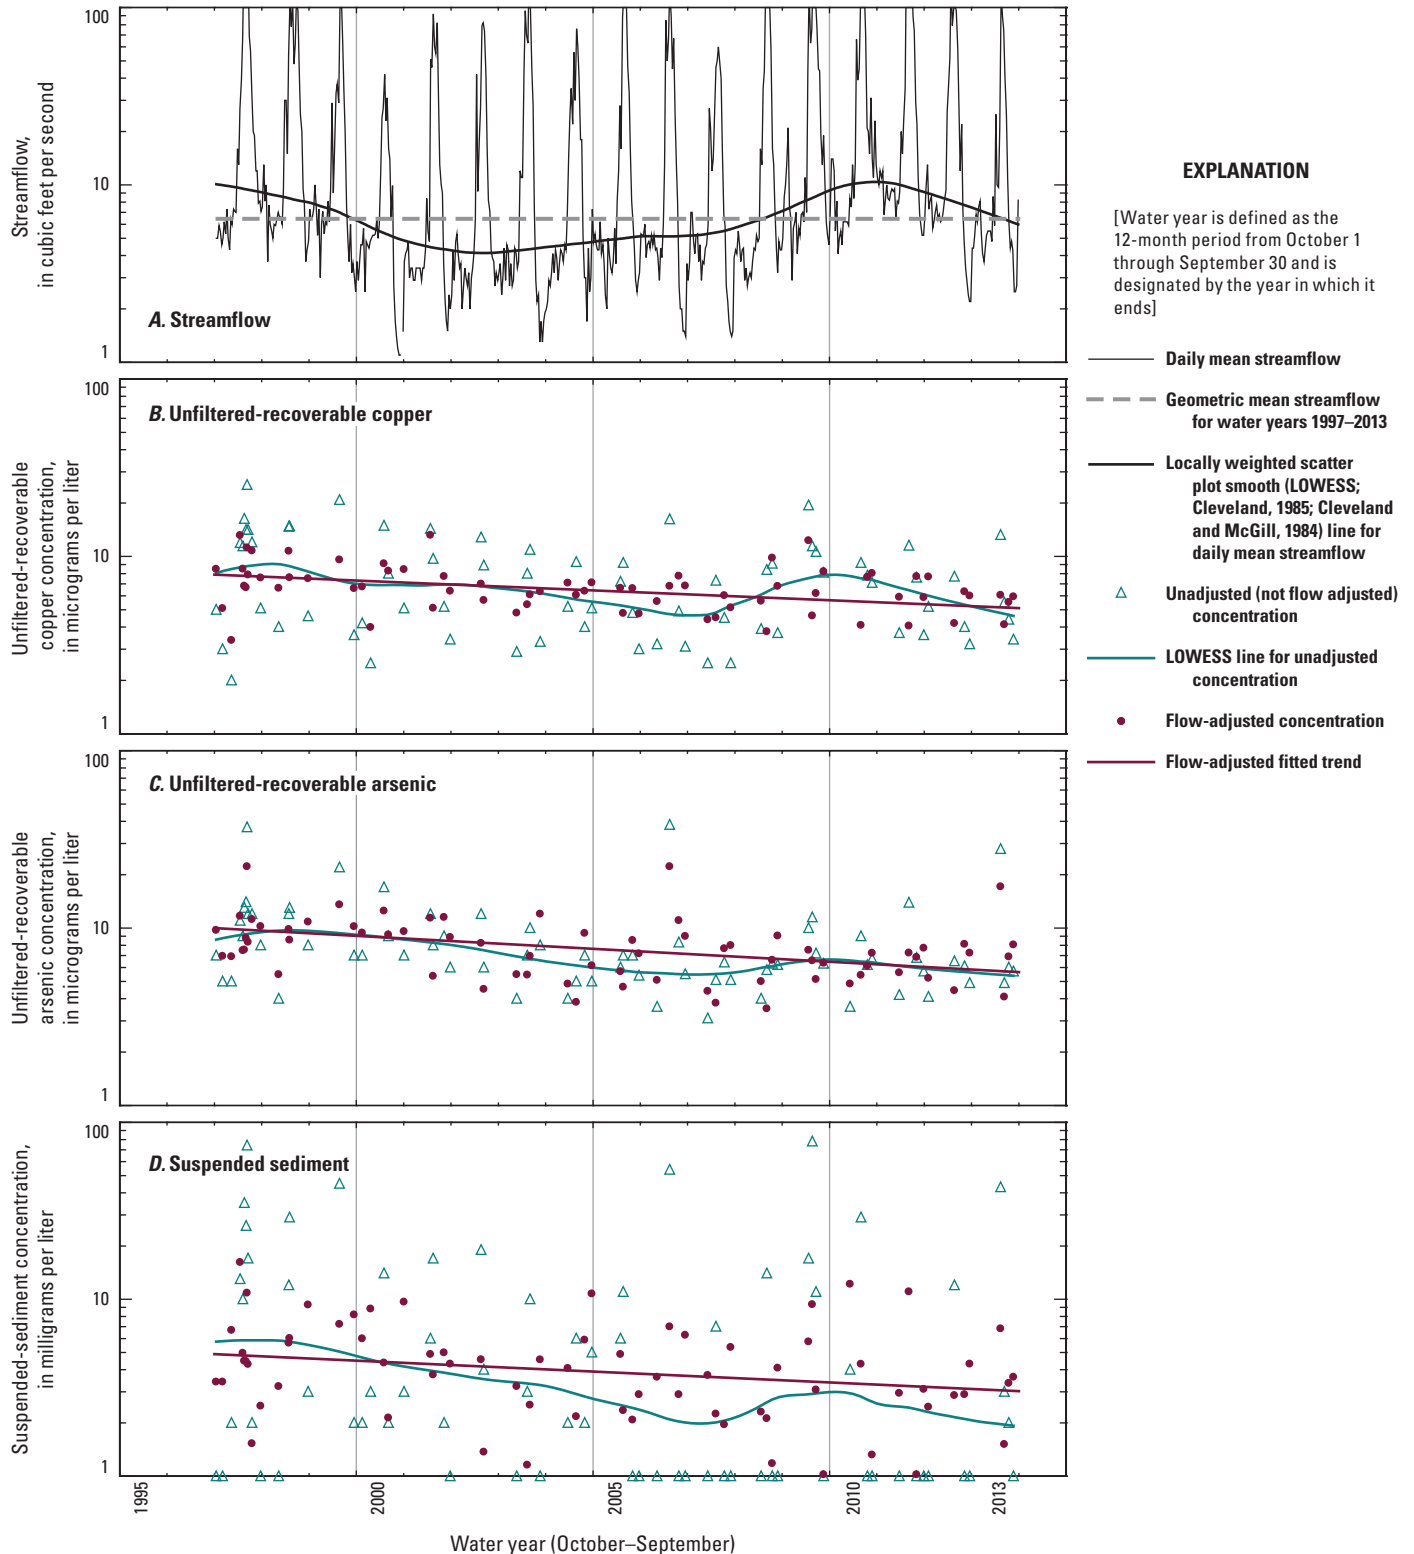 Streamflow,
in cubic feet per second
100
10
1
A. Streamflow
Unfiltered-recoverable
copper concentration,
in micrograms per liter
100
10
1
B. Unfiltered-recoverable copper
Unfiltered-recoverable
arsenic concentration,
in micrograms per liter
100
10
1
C. Unfiltered-recoverable arsenic
Suspended-sediment concentration,
in milligrams per liter
100
10
1
D. Suspended sediment
1995
2000
2005
2010
2013
Water year (October–September)
EXPLANATION
[Water year is defined as the
12-month period from October 1
through September 30 and is
designated by the year in which it
ends]
Daily mean streamflow
Geometric mean streamflow
for water years 1997–2013
Locally weighted scatter
plot smooth (LOWESS;
Cleveland, 1985; Cleveland
and McGill, 1984) line for
daily mean streamflow
Unadjusted (not flow adjusted)
concentration
LOWESS line for unadjusted
concentration
Flow-adjusted concentration
Flow-adjusted fitted trend